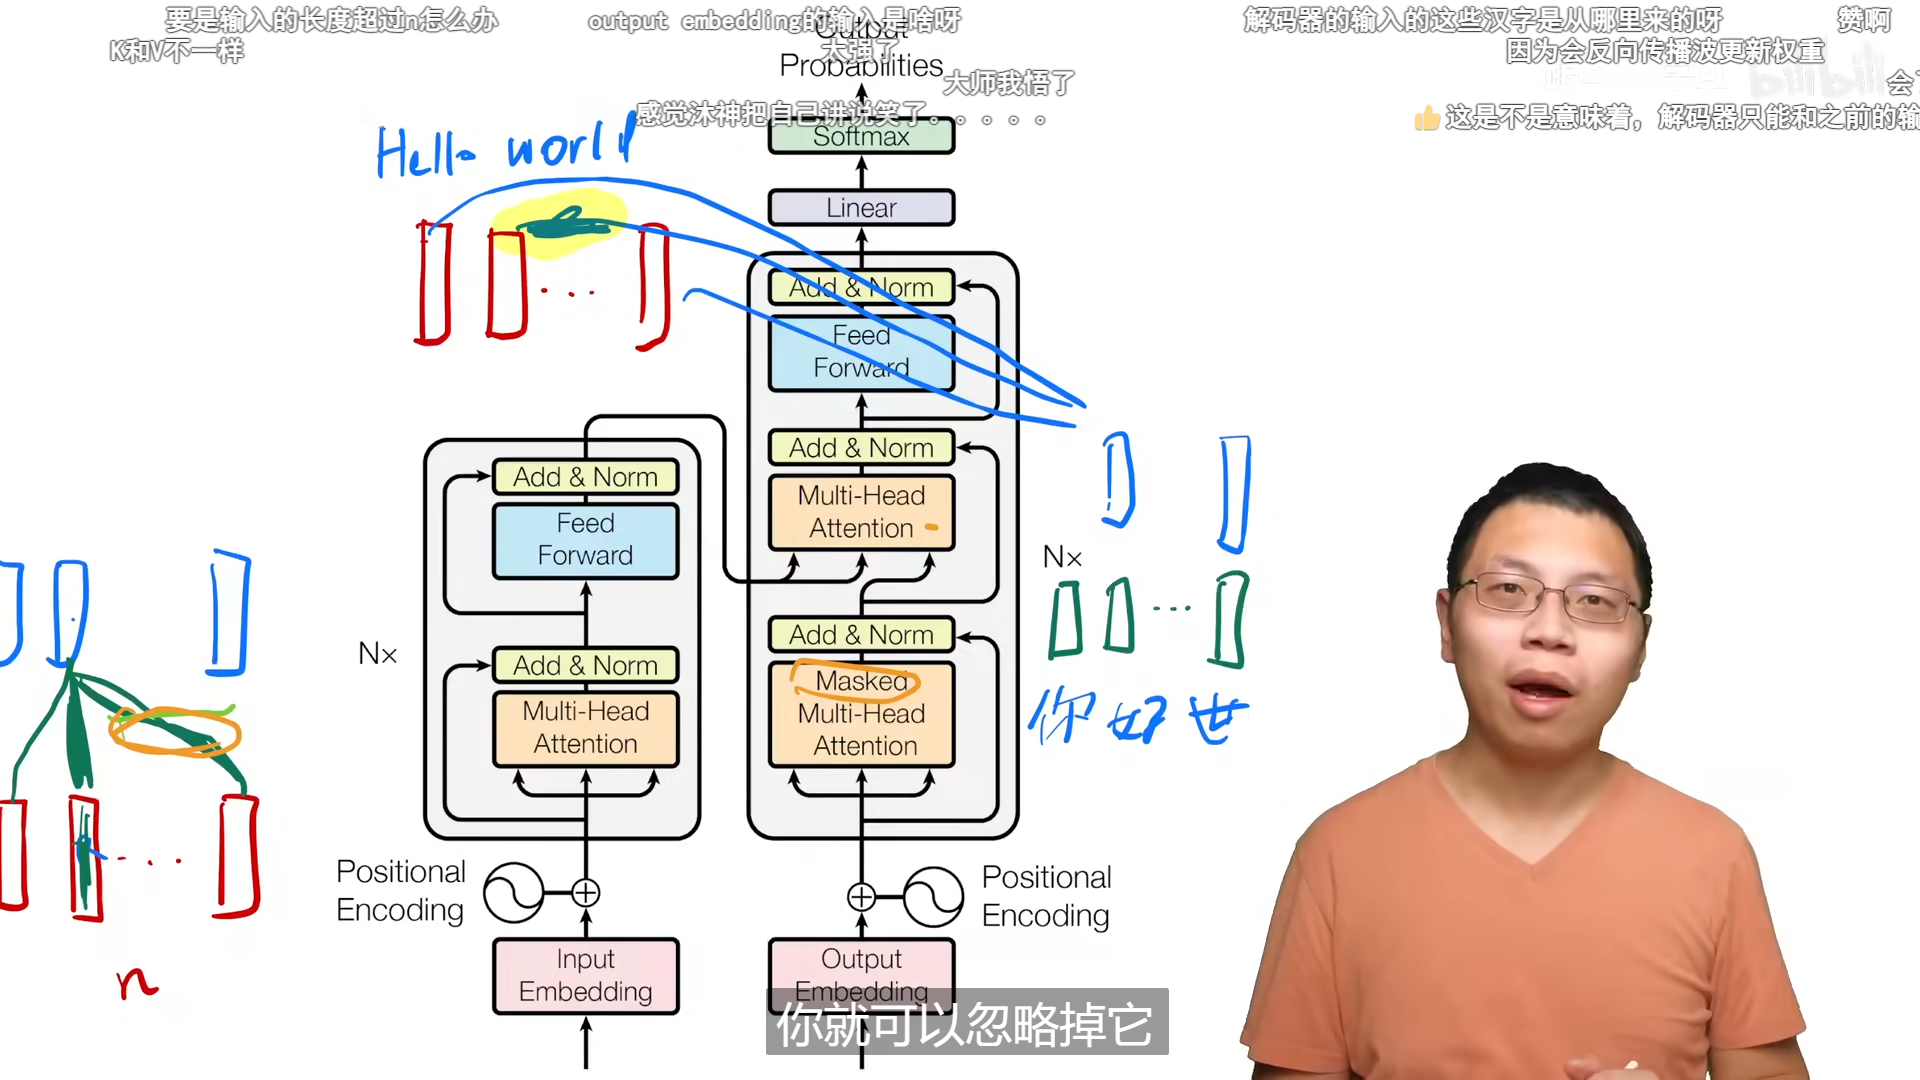 要是输入的长度超过n怎么办
output embedding的输入是啥呀
解码器的输入的这些汉字是从哪里来的呀
赞啊
K和V不一样
太强了
因为会反向传播波更新权重
大师我悟了
会
感觉沐神把自己讲说笑了。。。。。
👍这是不是意味着，解码器只能和之前的输
bilibili
Output
Probabilities
Softmax
Linear
Hello world
Add & Norm
Feed
Forward
Add & Norm
Multi-Head
Attention
Nx
Add & Norm
Masked
Multi-Head
Attention
你好世
Add & Norm
Feed
Forward
Nx
Add & Norm
Multi-Head
Attention
Positional
Encoding
Positional
Encoding
n
Input
Embedding
Output
Embedding
你就可以忽略掉它